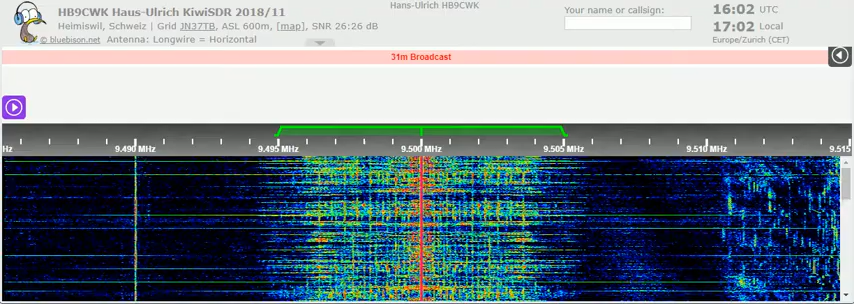 HB9CWK Haus-Ulrich KiwiSDR 2018/11
Heimiswil, Schweiz | Grid JN37TB, ASL 600m, [map], SNR 26:26 dB
© bluebison.net Antenna: Longwire = Horizontal
Hans-Ulrich HB9CWK
Your name or callsign:
16:02 UTC
17:02 Local
Europe/Zurich (CET)
31m Broadcast
Hz 9.490 MHz 9.495 MHz 9.500 MHz 9.505 MHz 9.510 MHz 9.515